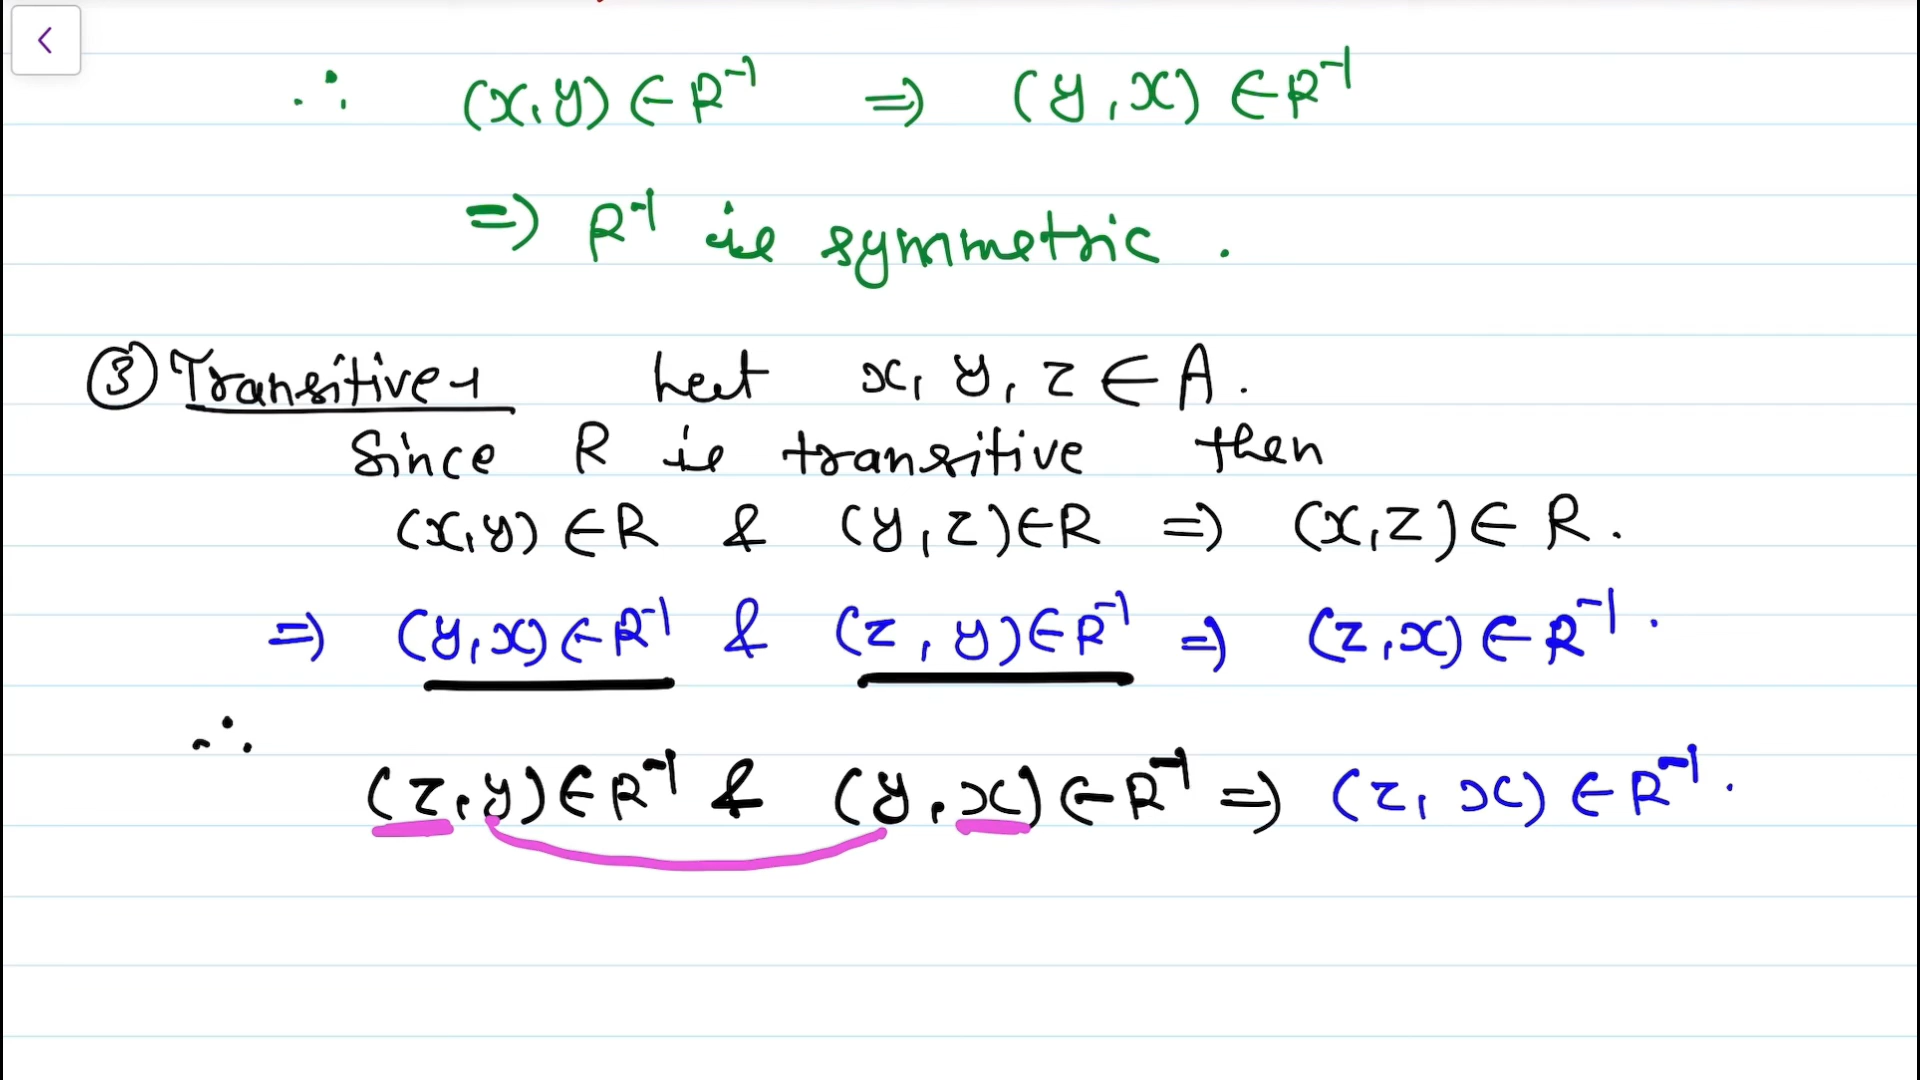 ∴ (x,y) ∈ R⁻¹ ⇒ (y,x) ∈ R⁻¹
⇒ R⁻¹ is symmetric.
③ Transitive:- Let x, y, z ∈ A.
Since R is transitive then
(x,y) ∈ R & (y,z) ∈ R ⇒ (x,z) ∈ R.
⇒ (y,x) ∈ R⁻¹ & (z,y) ∈ R⁻¹ ⇒ (z,x) ∈ R⁻¹.
∴
(z,y) ∈ R⁻¹ & (y,x) ∈ R⁻¹ ⇒ (z,x) ∈ R⁻¹.